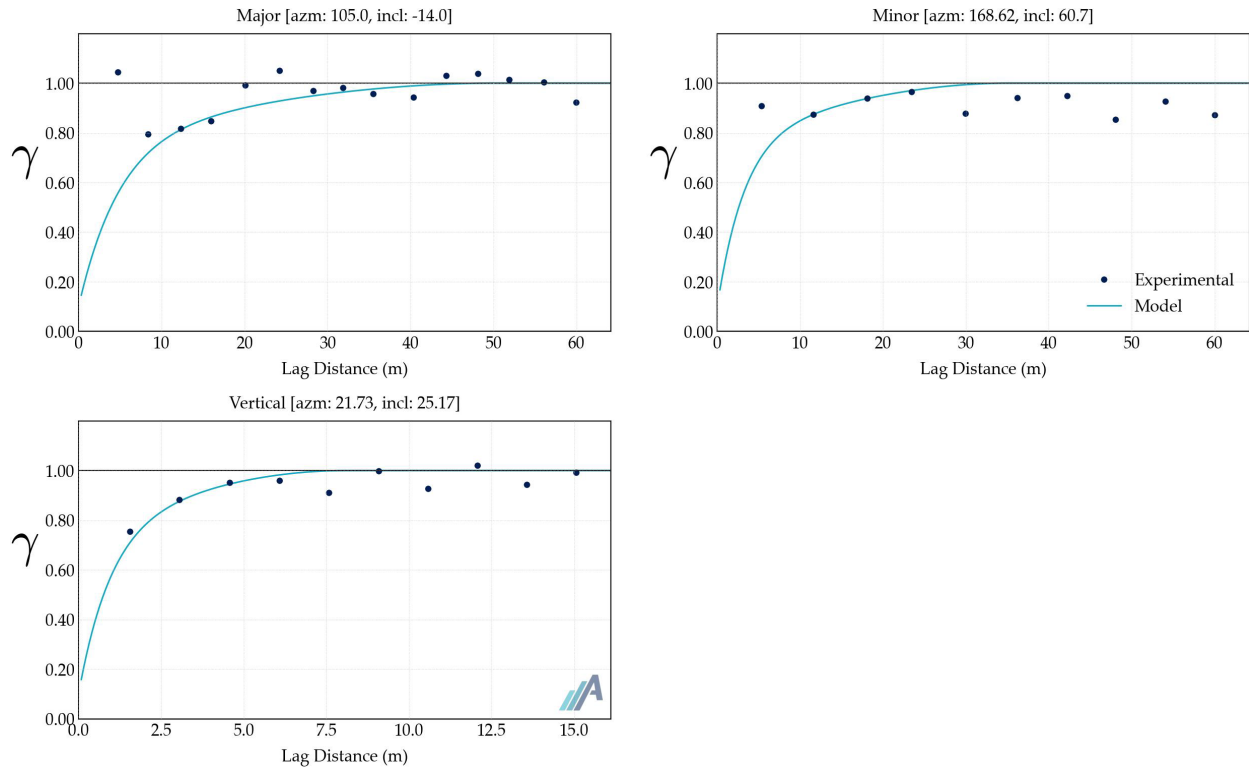 Major [azm: 105.0, incl: -14.0]
1.00
0.80
0.60
0.40
0.20
0.00
γ
0 10 20 30 40 50 60
Lag Distance (m)
Minor [azm: 168.62, incl: 60.7]
1.00
0.80
0.60
0.40
0.20
0.00
γ
Experimental
Model
0 10 20 30 40 50 60
Lag Distance (m)
Vertical [azm: 21.73, incl: 25.17]
1.00
0.80
0.60
0.40
0.20
0.00
γ
A
0.0 2.5 5.0 7.5 10.0 12.5 15.0
Lag Distance (m)